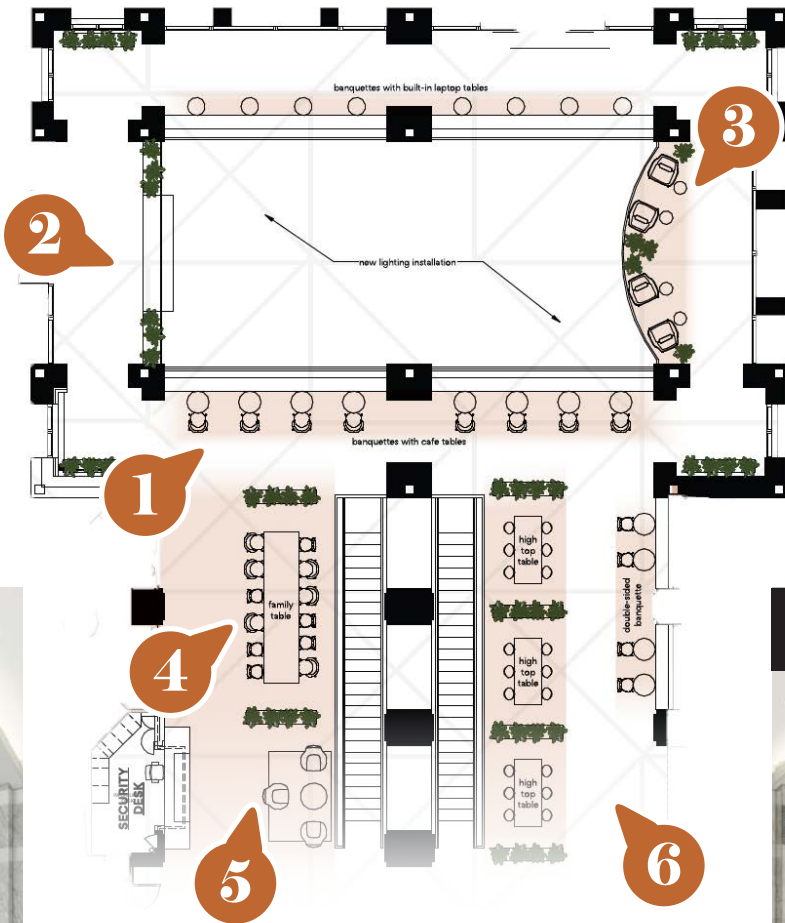 banquettes with built-in laptop tables
3
2
new lighting installation
banquettes with cafe tables
1
high
top
table
family
table
double-sided
banquette
4
high
top
table
SECURITY
DESK
high
top
table
5
6